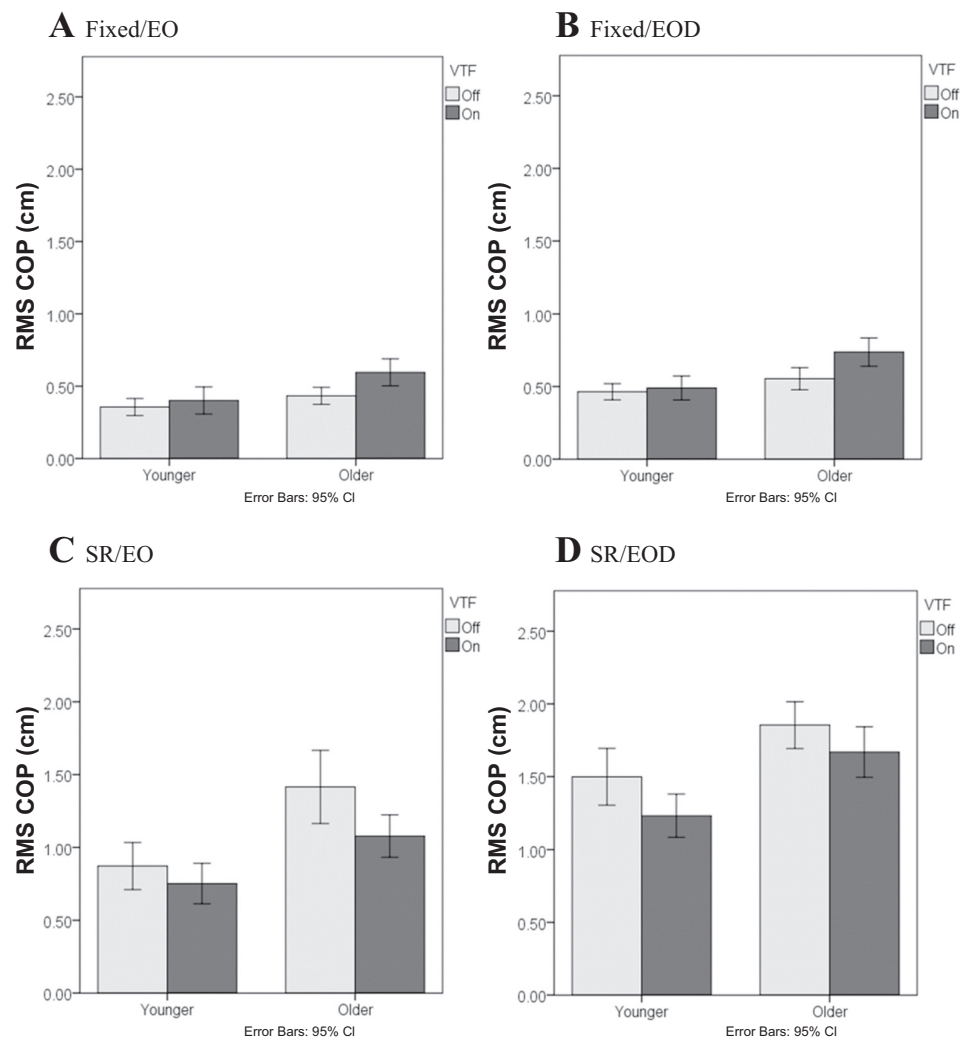 A Fixed/EO
RMS COP (cm)
2.50
2.00
1.50
1.00
0.50
0.00
Younger
Older
Error Bars: 95% CI
VTF
Off
On
B Fixed/EOD
RMS COP (cm)
2.50
2.00
1.50
1.00
0.50
0.00
Younger
Older
Error Bars: 95% CI
VTF
Off
On
C SR/EO
RMS COP (cm)
2.50
2.00
1.50
1.00
0.50
0.00
Younger
Older
Error Bars: 95% CI
VTF
Off
On
D SR/EOD
RMS COP (cm)
2.50
2.00
1.50
1.00
0.50
0.00
Younger
Older
Error Bars: 95% CI
VTF
Off
On